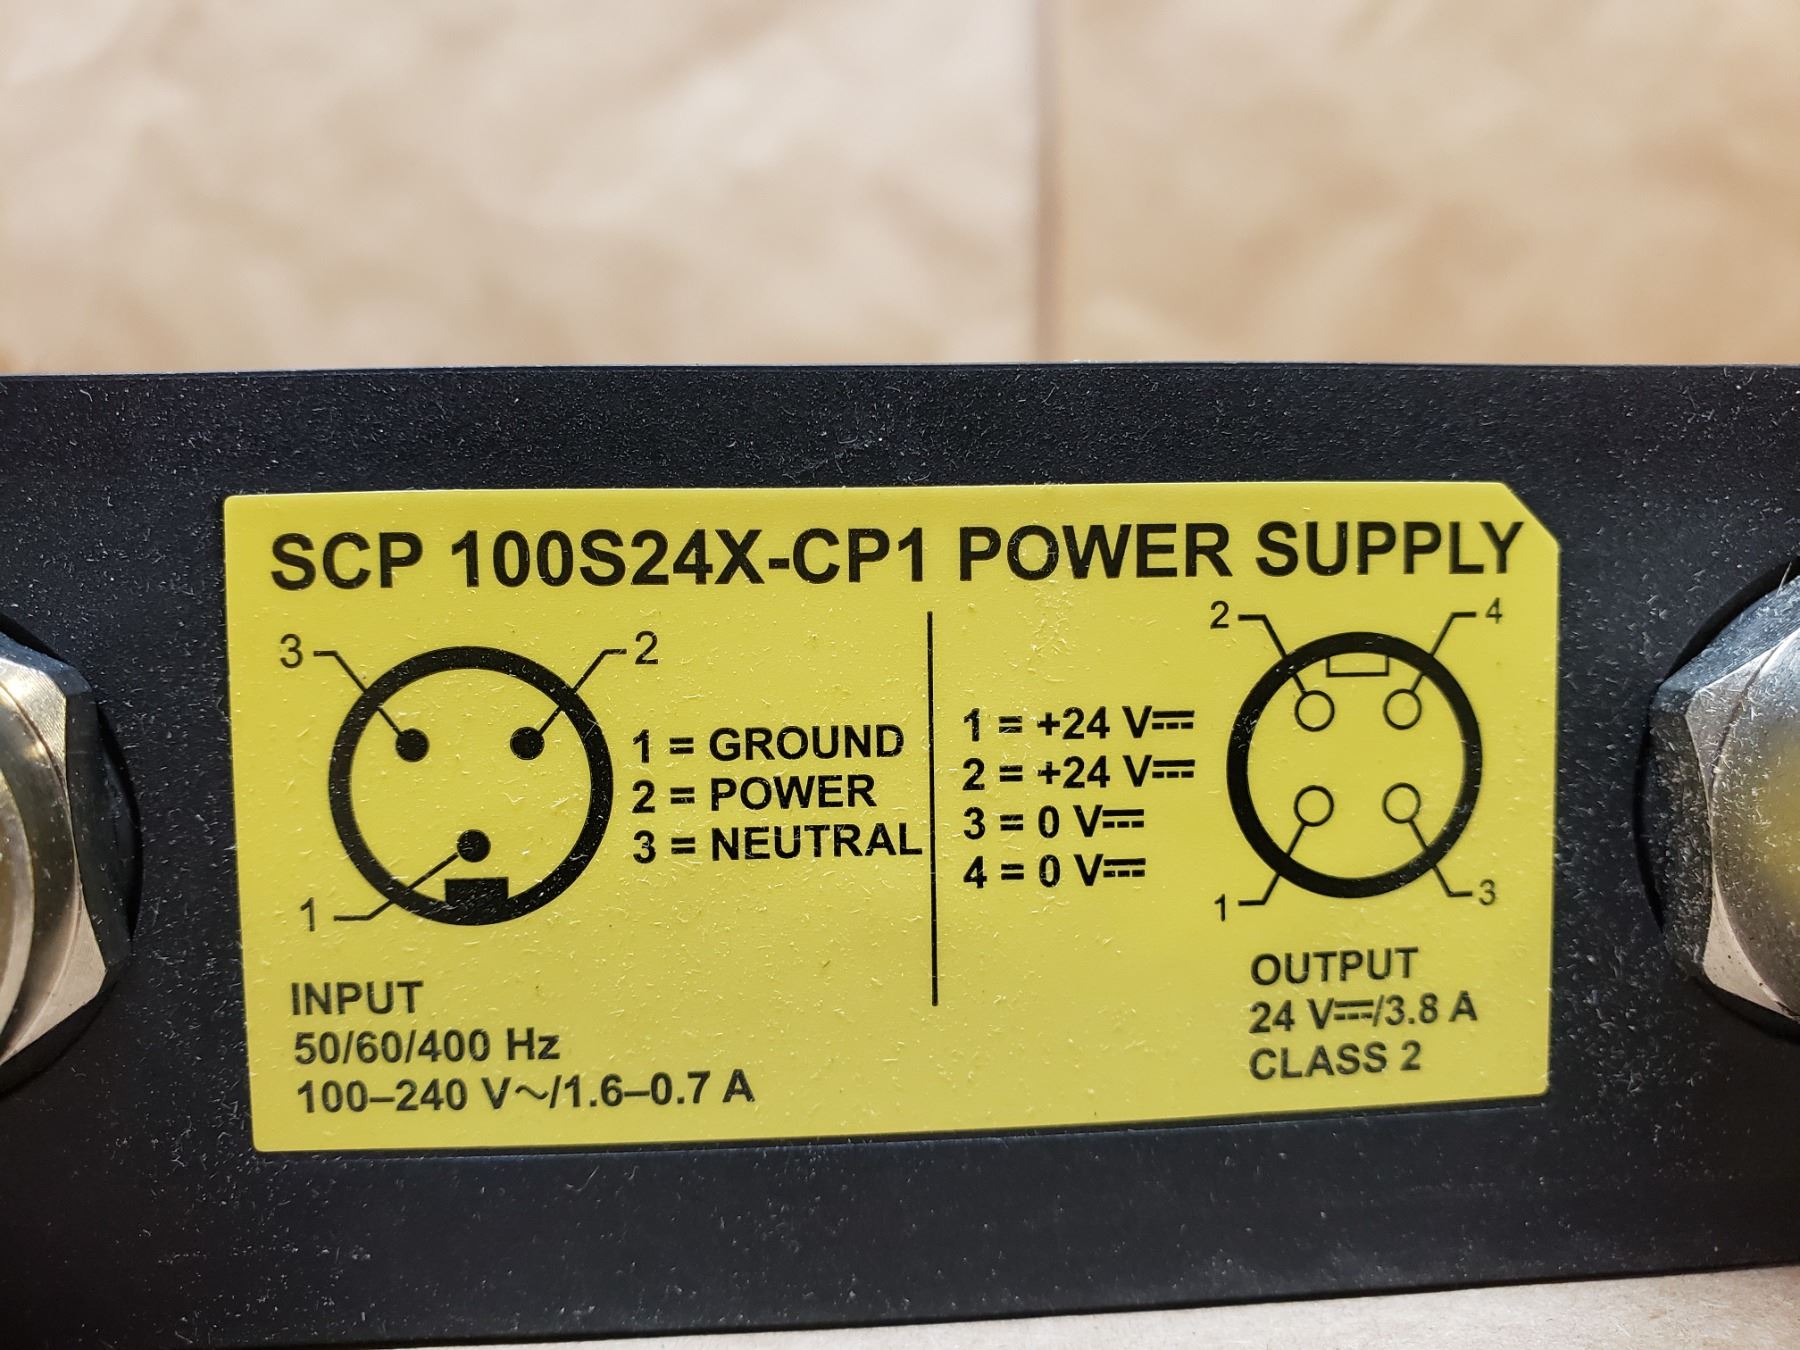 SCP 100S24X-CP1 POWER SUPPLY
3 2
1 = GROUND
2 = POWER
3 = NEUTRAL
1
INPUT
50/60/400 Hz
100–240 V~/1.6–0.7 A
2 4
1 = +24 V⎓
2 = +24 V⎓
3 = 0 V⎓
4 = 0 V⎓
1 3
OUTPUT
24 V⎓/3.8 A
CLASS 2